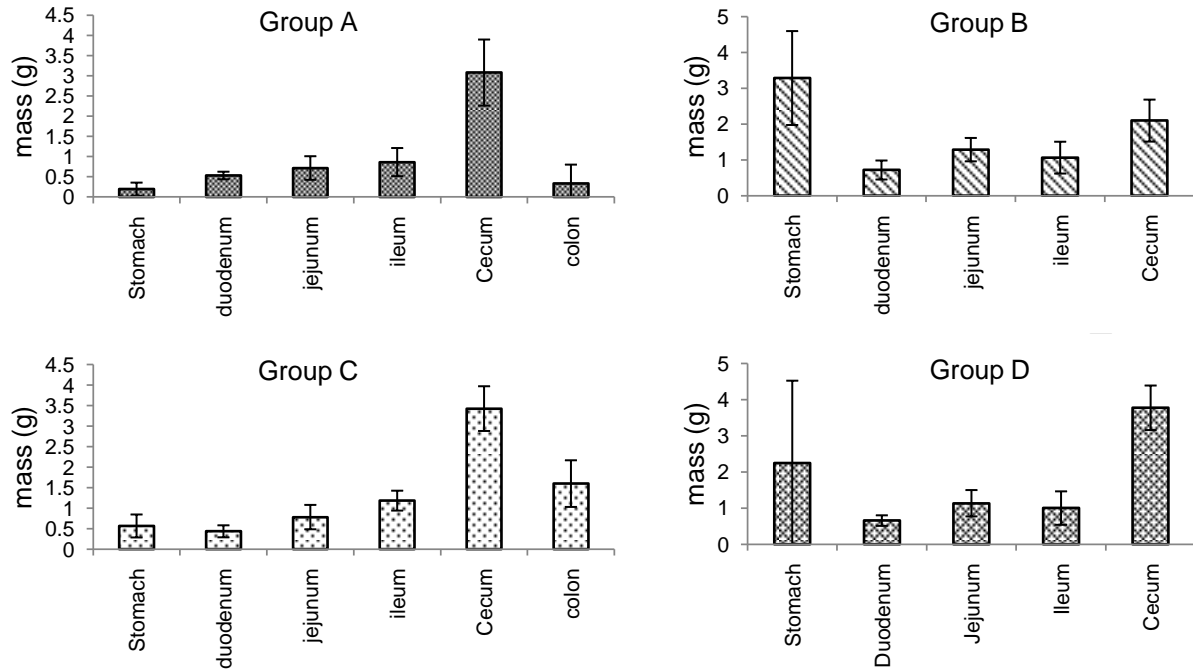 Group A
mass (g)
4.5
4
3.5
3
2.5
2
1.5
1
0.5
0
Stomach
duodenum
jejunum
ileum
Cecum
colon
Group B
mass (g)
5
4
3
2
1
0
Stomach
duodenum
jejunum
ileum
Cecum
Group C
mass (g)
4.5
4
3.5
3
2.5
2
1.5
1
0.5
0
Stomach
duodenum
jejunum
ileum
Cecum
colon
Group D
mass (g)
5
4
3
2
1
0
Stomach
Duodenum
Jejunum
Ileum
Cecum